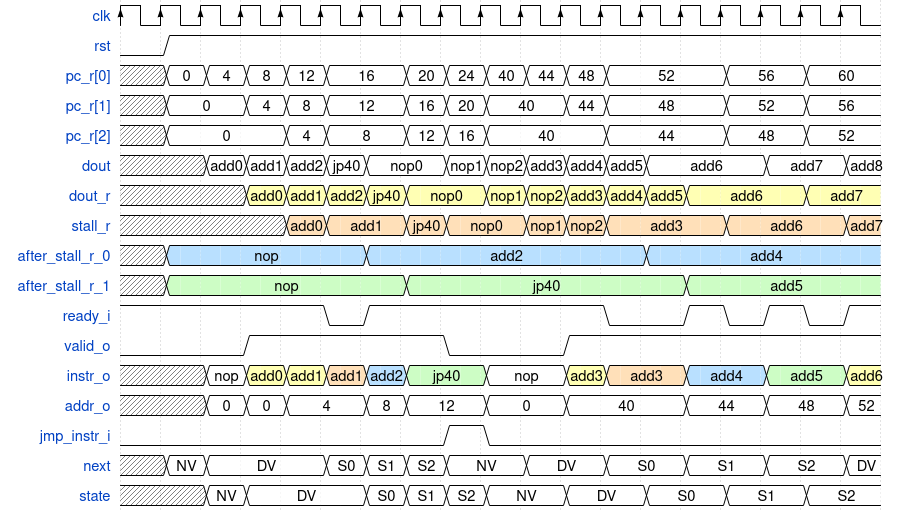 clk
rst
pc_r[0] 0 4 8 12 16 20 24 40 44 48 52 56 60
pc_r[1] 0 4 8 12 16 20 40 44 48 52 56
pc_r[2] 0 4 8 12 16 40 44 48 52
dout add0 add1 add2 jp40 nop0 nop1 nop2 add3 add4 add5 add6 add7 add8
dout_r add0 add1 add2 jp40 nop0 nop1 nop2 add3 add4 add5 add6 add7
stall_r add0 add1 jp40 nop0 nop1 nop2 add3 add6 add7
after_stall_r_0 nop add2 add4
after_stall_r_1 nop jp40 add5
ready_i
valid_o
instr_o nop add0 add1 add1 add2 jp40 nop add3 add3 add4 add5 add6
addr_o 0 0 4 8 12 0 40 44 48 52
jmp_instr_i
next NV DV S0 S1 S2 NV DV S0 S1 S2 DV
state NV DV S0 S1 S2 NV DV S0 S1 S2